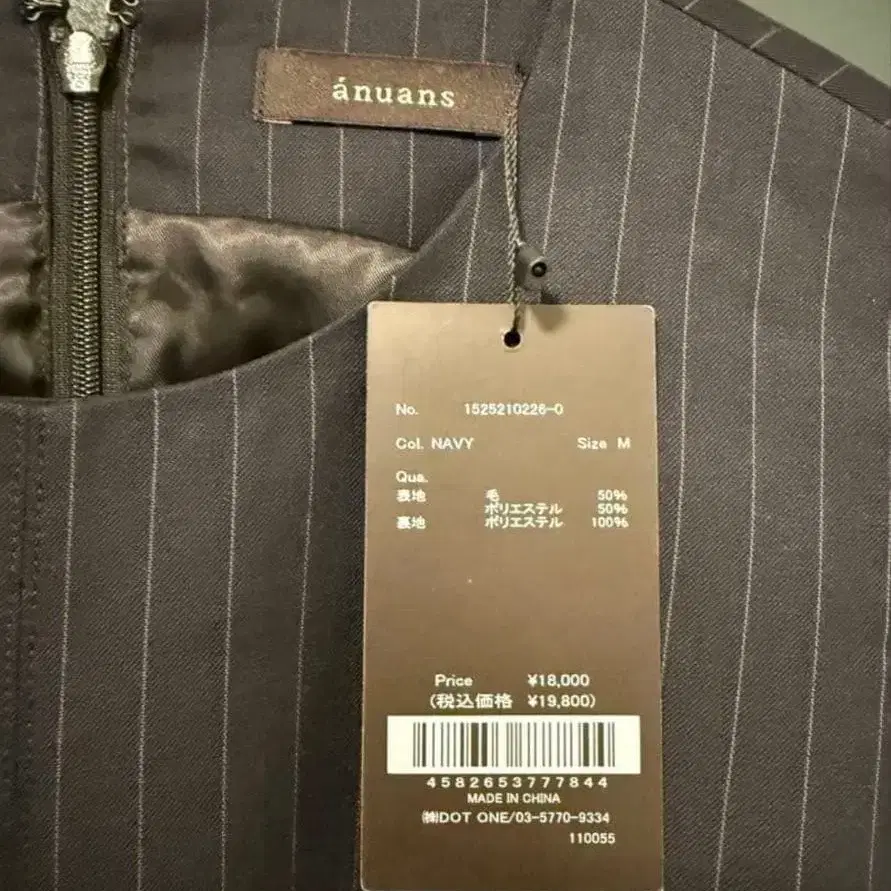 ánuans
No. 1525210226-0
Col. NAVY Size M
Qua.
表地 毛 50%
ポリエステル 50%
裏地 ポリエステル 100%
Price ¥18,000
(税込価格 ¥19,800)
4582653777844
MADE IN CHINA
㈱DOT ONE/03-5770-9334
110055